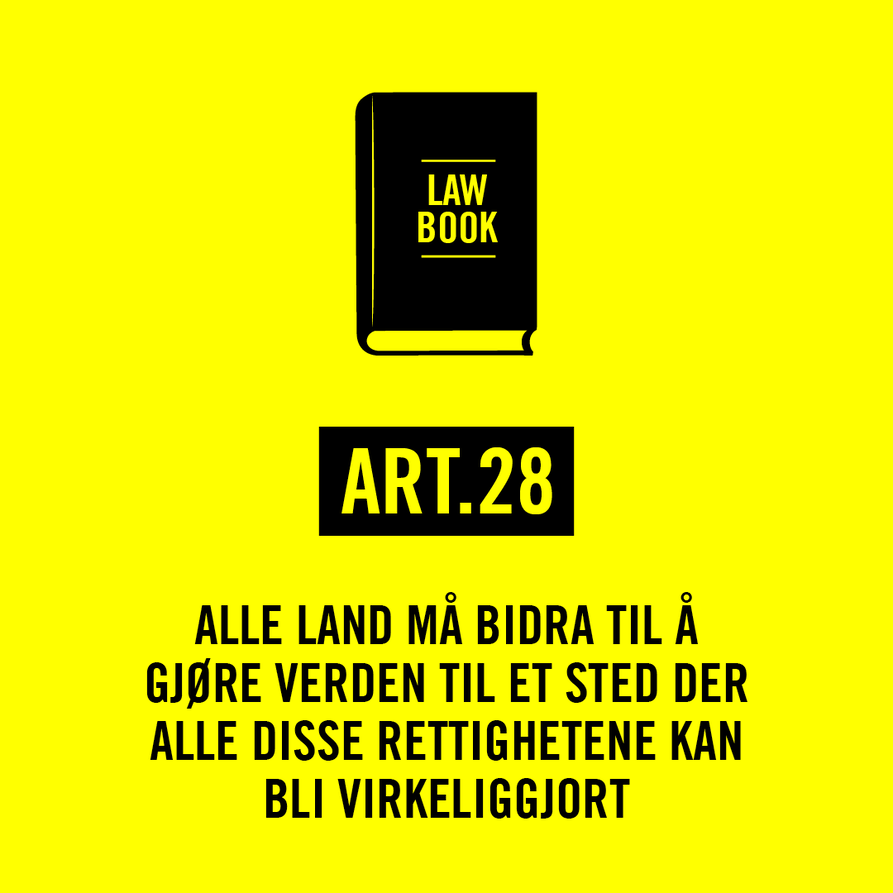 LAW
BOOK
ART.28
ALLE LAND MÅ BIDRA TIL Å
GJØRE VERDEN TIL ET STED DER
ALLE DISSE RETTIGHETENE KAN
BLI VIRKELIGGJORT